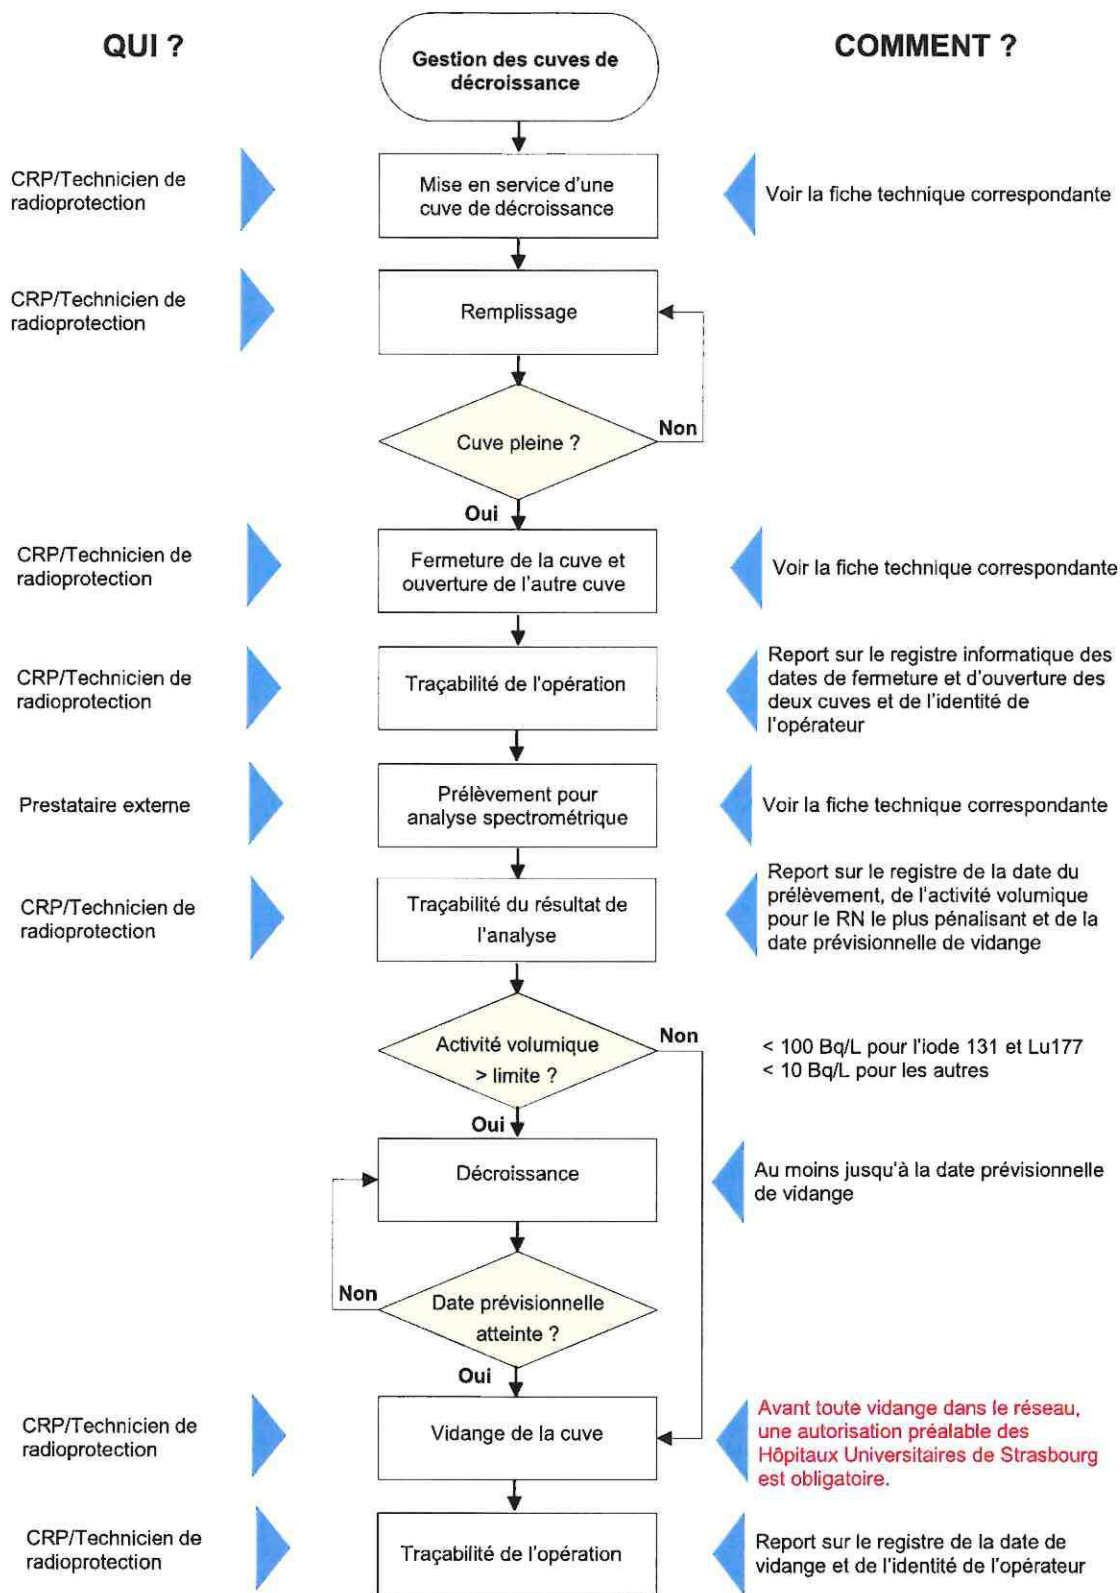 QUI ?
Gestion des cuves de
décroissance
COMMENT ?
CRP/Technicien de
radioprotection
Mise en service d'une
cuve de décroissance
Voir la fiche technique correspondante
CRP/Technicien de
radioprotection
Remplissage
Cuve pleine ?
Non
Oui
CRP/Technicien de
radioprotection
Fermeture de la cuve et
ouverture de l'autre cuve
Voir la fiche technique correspondante
CRP/Technicien de
radioprotection
Traçabilité de l'opération
Report sur le registre informatique des
dates de fermeture et d'ouverture des
deux cuves et de l'identité de
l'opérateur
Prestataire externe
Prélèvement pour
analyse spectrométrique
Voir la fiche technique correspondante
CRP/Technicien de
radioprotection
Traçabilité du résultat de
l'analyse
Report sur le registre de la date du
prélèvement, de l'activité volumique
pour le RN le plus pénalisant et de la
date prévisionnelle de vidange
Activité volumique
> limite ?
Non
< 100 Bq/L pour l'iode 131 et Lu177
< 10 Bq/L pour les autres
Oui
Décroissance
Au moins jusqu'à la date prévisionnelle
de vidange
Non
Date prévisionnelle
atteinte ?
Oui
CRP/Technicien de
radioprotection
Vidange de la cuve
Avant toute vidange dans le réseau,
une autorisation préalable des
Hôpitaux Universitaires de Strasbourg
est obligatoire.
CRP/Technicien de
radioprotection
Traçabilité de l'opération
Report sur le registre de la date de
vidange et de l'identité de l'opérateur